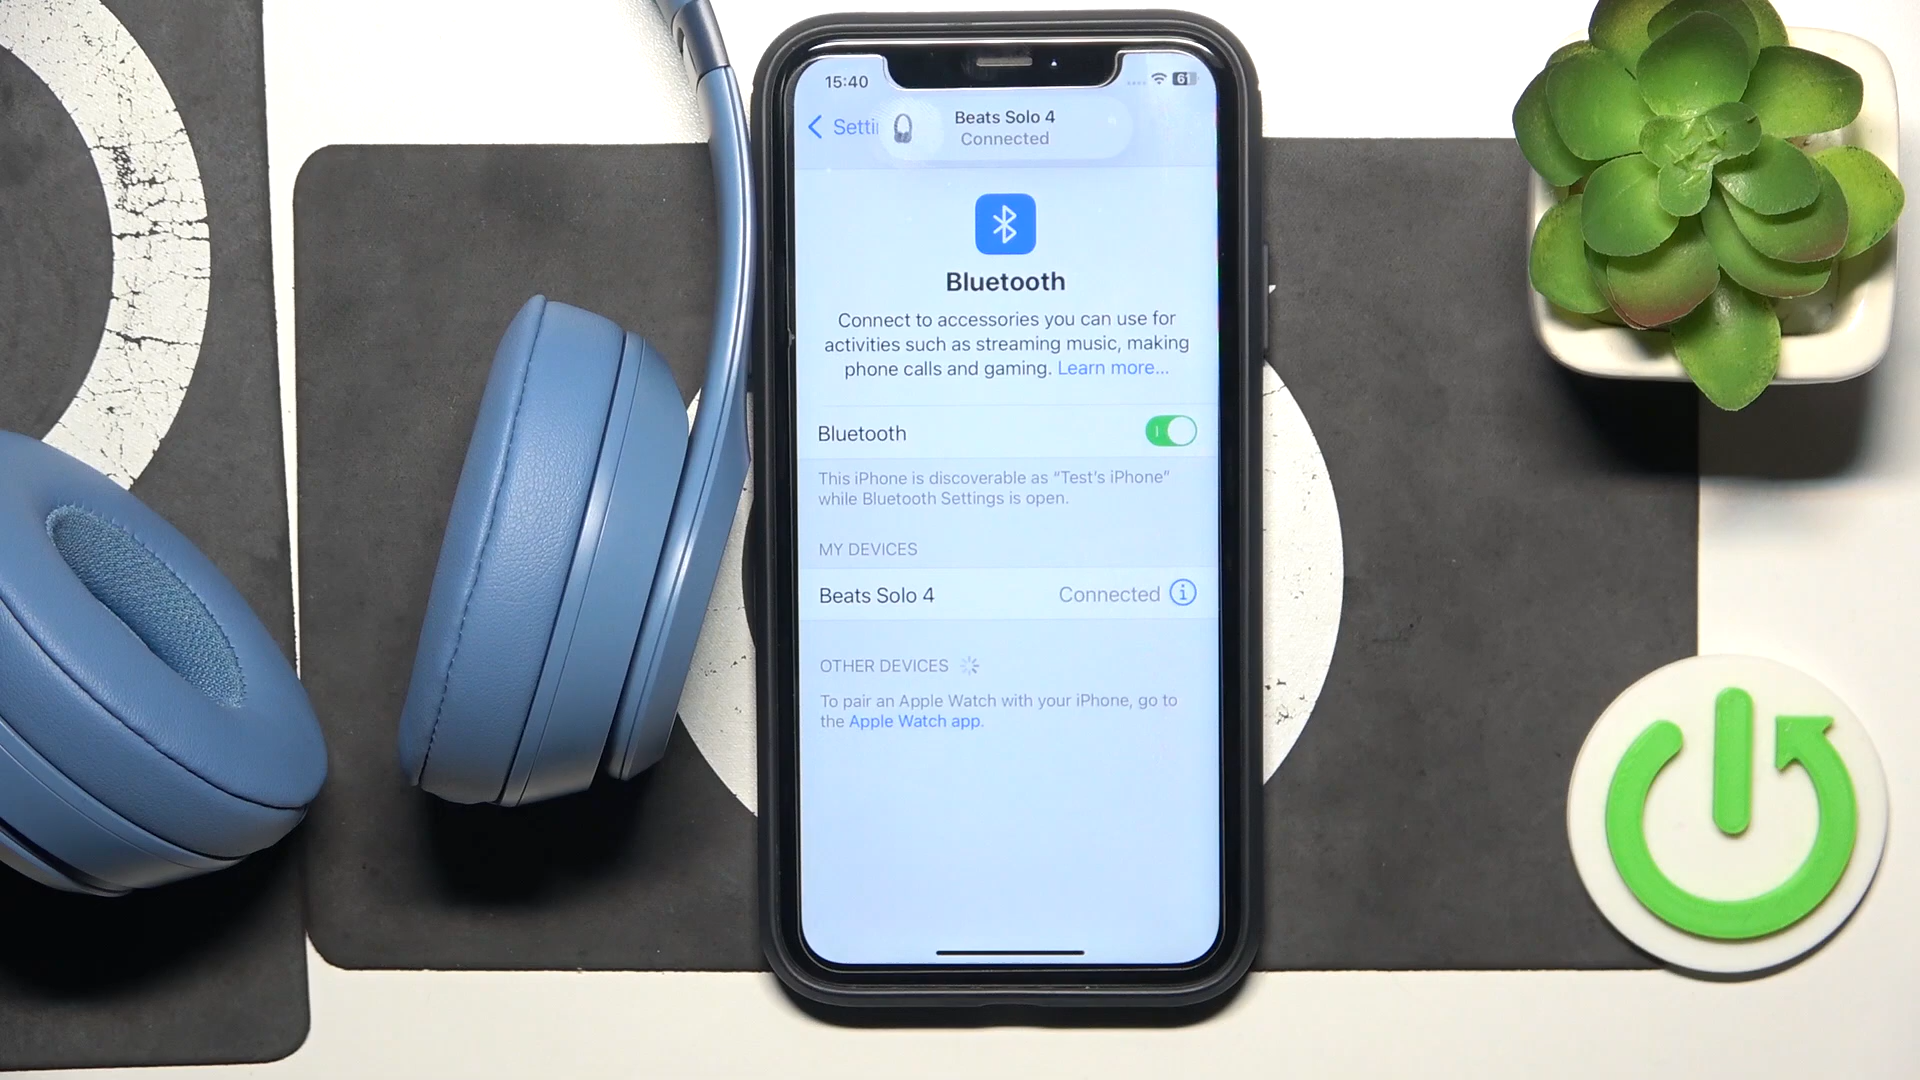 15:40
61
Setti
Beats Solo 4
Connected
Bluetooth
Connect to accessories you can use for
activities such as streaming music, making
phone calls and gaming. Learn more...
Bluetooth
This iPhone is discoverable as “Test's iPhone”
while Bluetooth Settings is open.
MY DEVICES
Beats Solo 4 Connected
OTHER DEVICES
To pair an Apple Watch with your iPhone, go to
the Apple Watch app.